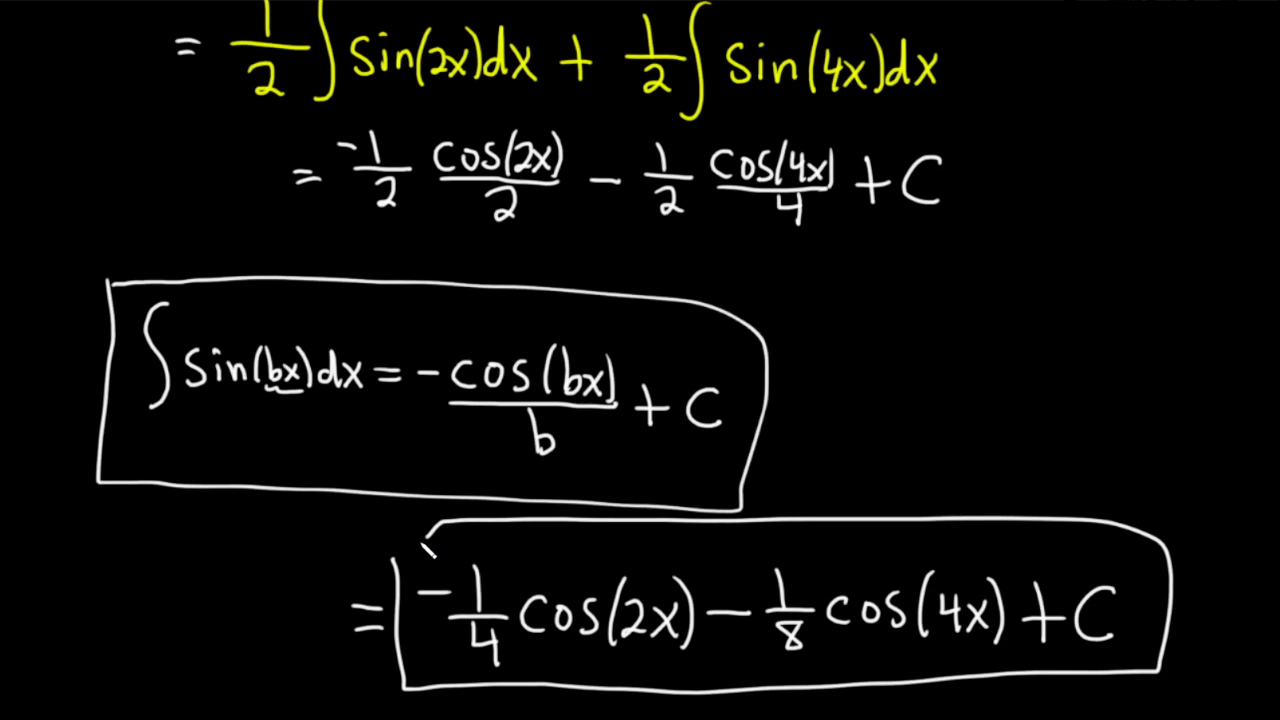 = 1/2 ∫ sin(2x)dx + 1/2 ∫ sin(4x)dx
= -1/2 cos(2x)/2 - 1/2 cos(4x)/4 + C
∫ sin(bx)dx = - cos(bx)/b + C
= -1/4 cos(2x) - 1/8 cos(4x) + C